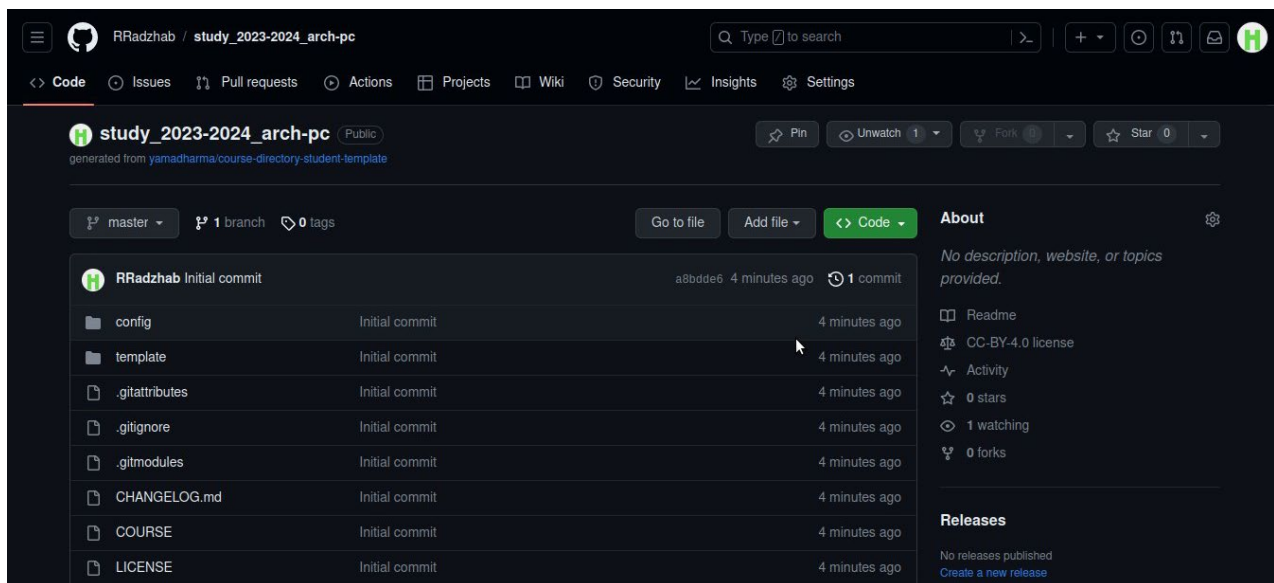 RRadzhab / study_2023-2024_arch-pc
Type / to search
Code Issues Pull requests Actions Projects Wiki Security Insights Settings
study_2023-2024_arch-pc Public
Pin Unwatch 1 Fork 0 Star 0
generated from yamadharma/course-directory-student-template
master 1 branch 0 tags Go to file Add file Code
RRadzhab Initial commit a8bdde6 4 minutes ago 1 commit
config Initial commit 4 minutes ago
template Initial commit 4 minutes ago
.gitattributes Initial commit 4 minutes ago
.gitignore Initial commit 4 minutes ago
.gitmodules Initial commit 4 minutes ago
CHANGELOG.md Initial commit 4 minutes ago
COURSE Initial commit 4 minutes ago
LICENSE Initial commit 4 minutes ago
About
No description, website, or topics
provided.
Readme
CC-BY-4.0 license
Activity
0 stars
1 watching
0 forks
Releases
No releases published
Create a new release